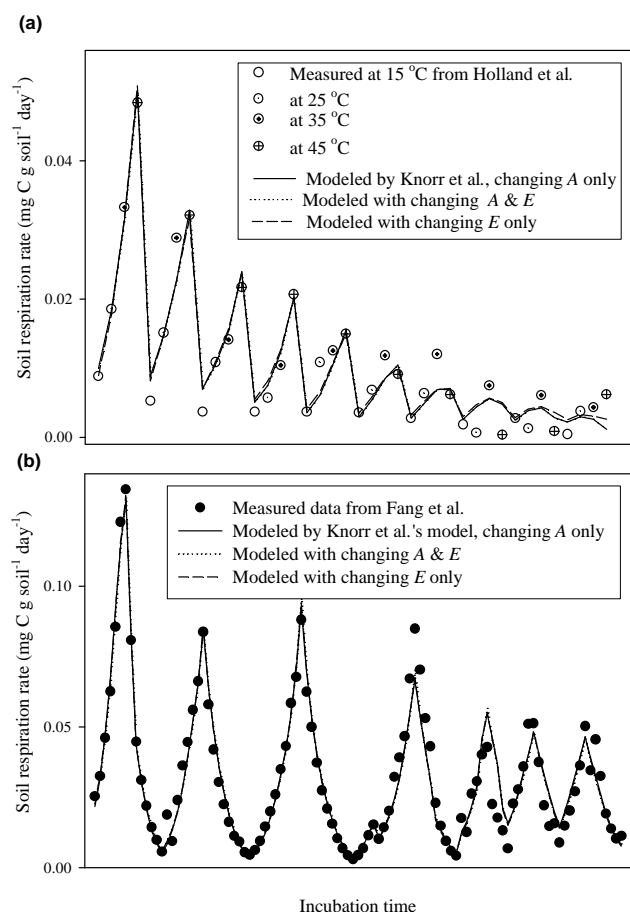 (a)
Measured at 15 °C from Holland et al.
at 25 °C
at 35 °C
at 45 °C
Modeled by Knorr et al., changing A only
Modeled with changing A & E
Modeled with changing E only
Soil respiration rate (mg C g soil⁻¹ day⁻¹)
0.04
0.02
0.00
(b)
Measured data from Fang et al.
Modeled by Knorr et al.'s model, changing A only
Modeled with changing A & E
Modeled with changing E only
Soil respiration rate (mg C g soil⁻¹ day⁻¹)
0.10
0.05
0.00
Incubation time